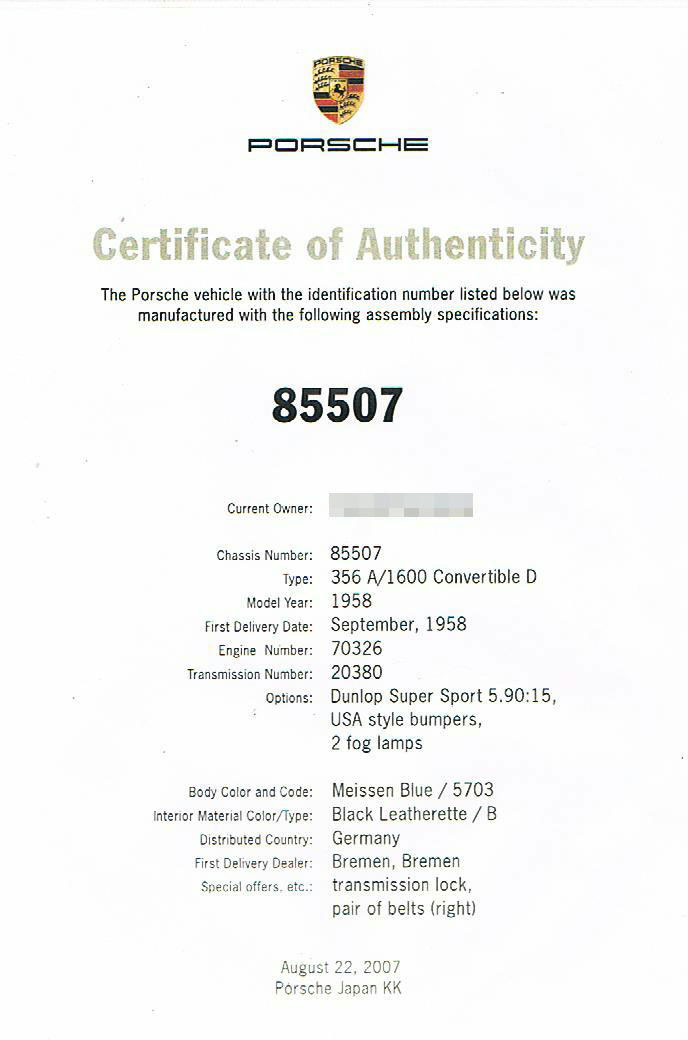 PORSCHE
PORSCHE
Certificate of Authenticity
The Porsche vehicle with the identification number listed below was
manufactured with the following assembly specifications:
85507
Current Owner:
Chassis Number: 85507
Type: 356 A/1600 Convertible D
Model Year: 1958
First Delivery Date: September, 1958
Engine Number: 70326
Transmission Number: 20380
Options: Dunlop Super Sport 5.90:15,
USA style bumpers,
2 fog lamps
Body Color and Code: Meissen Blue / 5703
Interior Material Color/Type: Black Leatherette / B
Distributed Country: Germany
First Delivery Dealer: Bremen, Bremen
Special offers, etc.: transmission lock,
pair of belts (right)
August 22, 2007
Porsche Japan KK